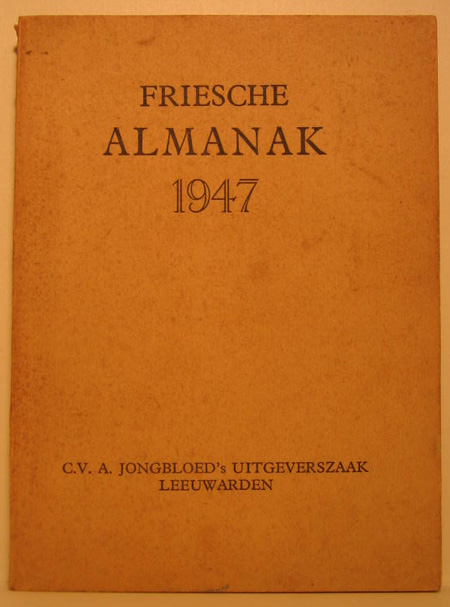 FRIESCHE
ALMANAK
1947
C.V. A. JONGBLOED's UITGEVERSZAAK
LEEUWARDEN